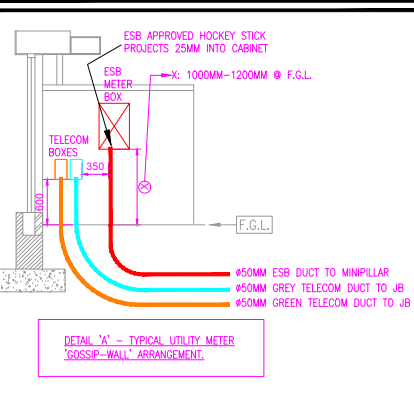 ESB APPROVED HOCKEY STICK
PROJECTS 25MM INTO CABINET
ESB
METER
BOX
X: 1000MM-1200MM @ F.G.L.
TELECOM
BOXES
350
X
600
F.G.L.
Ø50MM ESB DUCT TO MINIPILLAR
Ø50MM GREY TELECOM DUCT TO JB
Ø50MM GREEN TELECOM DUCT TO JB
DETAIL 'A' - TYPICAL UTILITY METER
'GOSSIP-WALL' ARRANGEMENT.